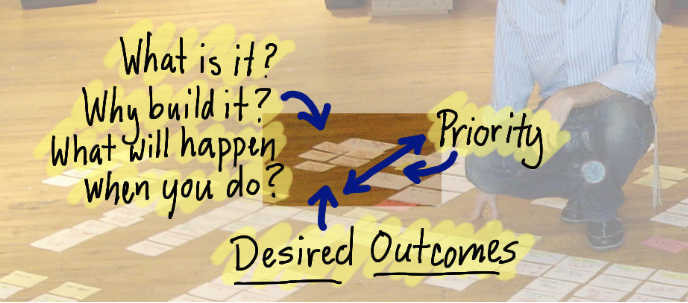 What is it?
Why build it?
What will happen
when you do?
Priority
Desired Outcomes